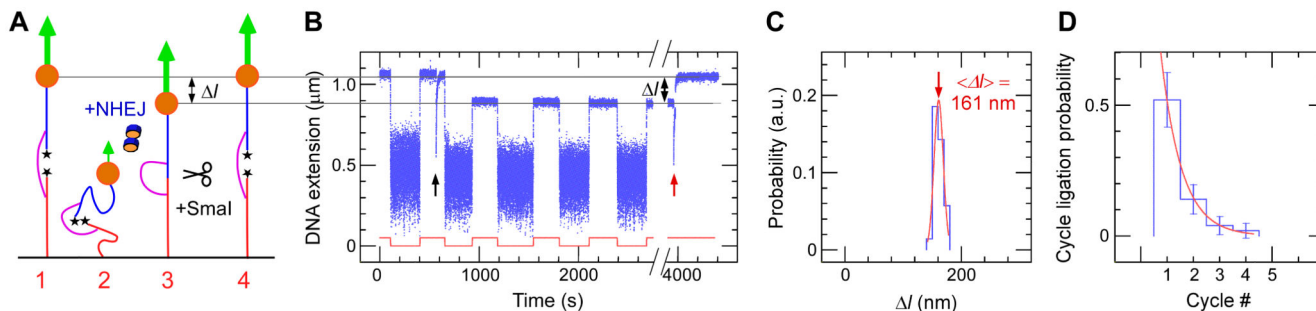 A
Δl
+NHEJ
+SmaI
1
2
3
4
B
DNA extension (μm)
1.0
0.5
0
0
1000
2000
4000
Time (s)
Δl
C
Probability (a.u.)
0.2
0.1
0
0
200
Δl (nm)
<Δl> =
161 nm
D
Cycle ligation probability
0.5
0
1 2 3 4 5
Cycle #